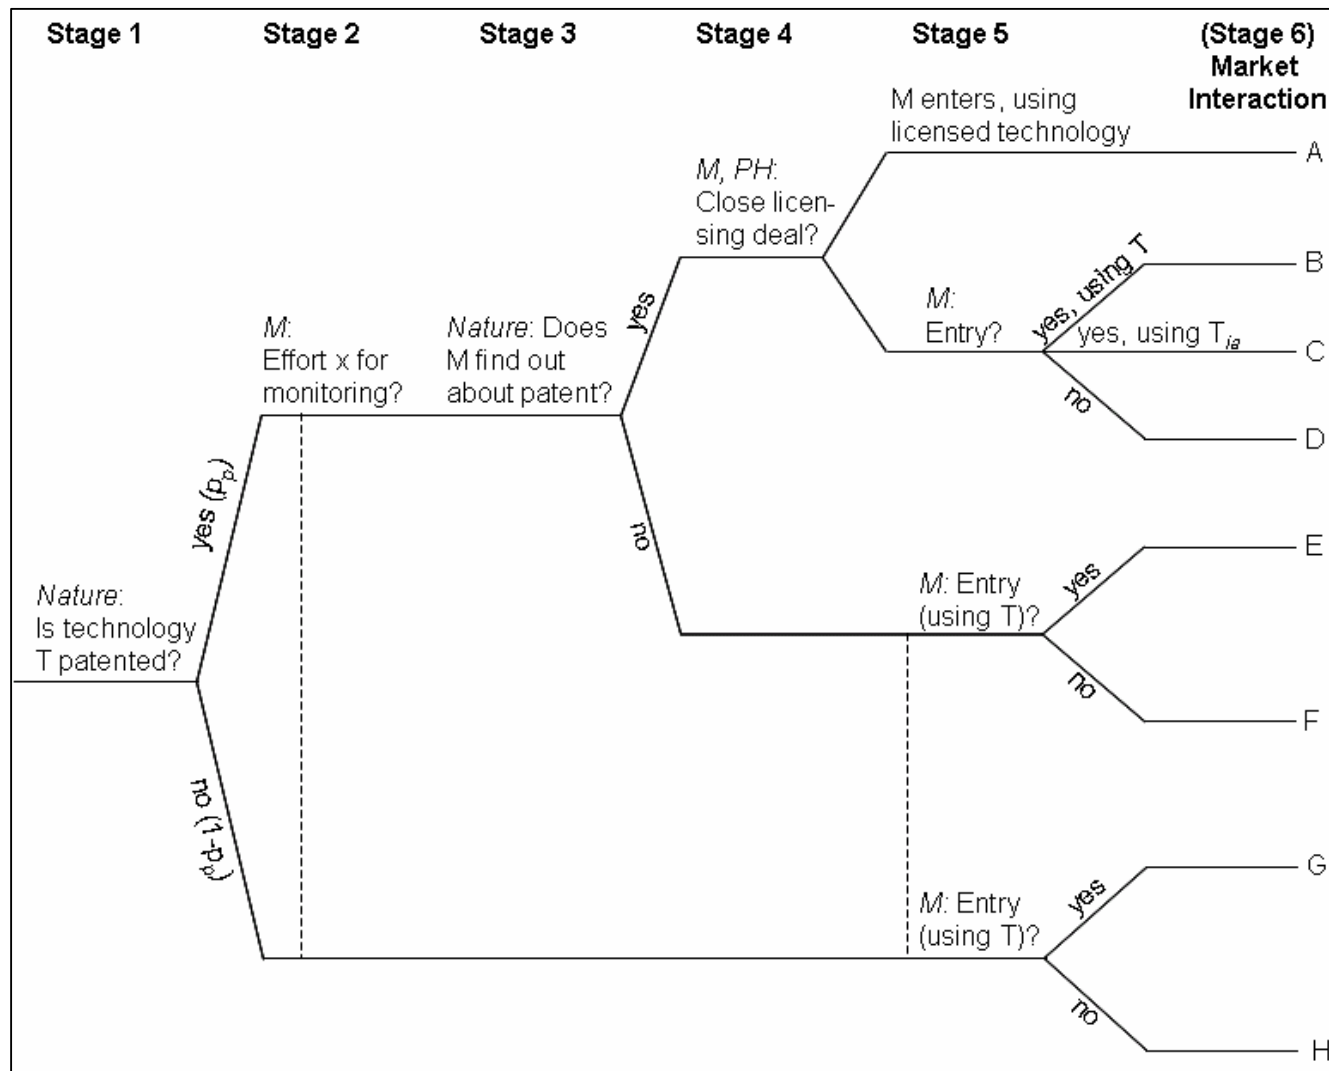 Stage 1
Stage 2
Stage 3
Stage 4
Stage 5
(Stage 6)
Market
Interaction
M enters, using
licensed technology
A
M, PH:
Close licen-
sing deal?
B
yes, using T
M:
Entry?
yes, using T_ia
C
no
D
M:
Effort x for
monitoring?
Nature: Does
M find out
about patent?
yes
no
yes (p_p)
E
M: Entry
(using T)?
yes
no
F
Nature:
Is technology
T patented?
no (1-p_p)
G
M: Entry
(using T)?
yes
no
H